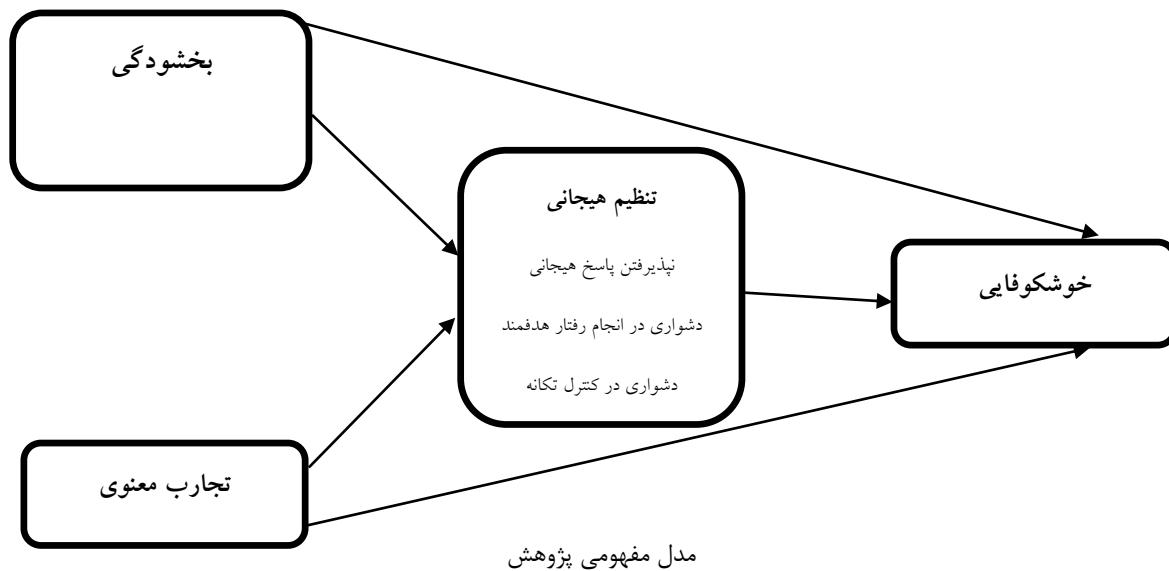 بخشودگی
تنظیم هیجانی
نپذیرفتن پاسخ هیجانی
دشواری در انجام رفتار هدفمند
دشواری در کنترل تکانه
خوشکوفایی
تجارب معنوی
مدل مفهومی پژوهش